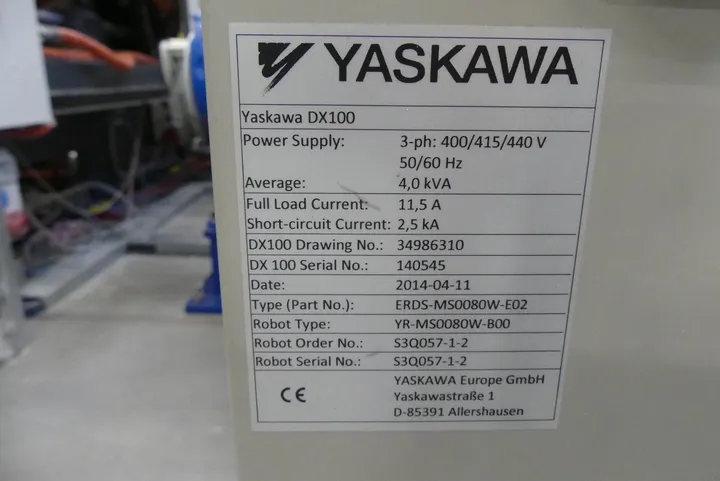 YASKAWA
Yaskawa DX100
Power Supply: 3-ph: 400/415/440 V
50/60 Hz
Average: 4,0 kVA
Full Load Current: 11,5 A
Short-circuit Current: 2,5 kA
DX100 Drawing No.: 34986310
DX 100 Serial No.: 140545
Date: 2014-04-11
Type (Part No.): ERDS-MS0080W-E02
Robot Type: YR-MS0080W-B00
Robot Order No.: S3Q057-1-2
Robot Serial No.: S3Q057-1-2
CE
YASKAWA Europe GmbH
Yaskawastraße 1
D-85391 Allershausen